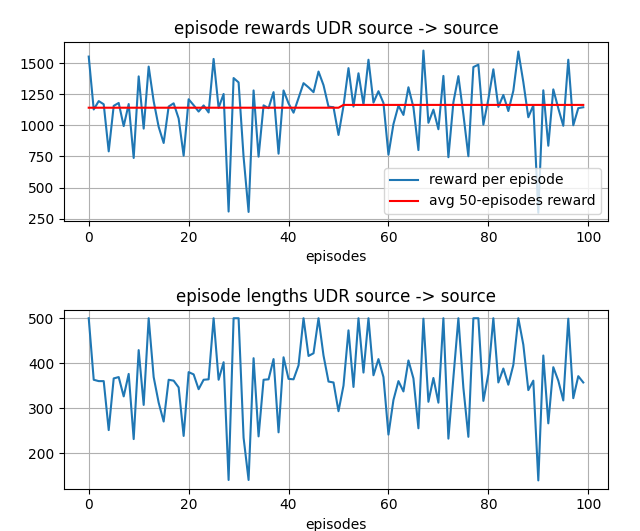 episode rewards UDR source -> source
1500
1250
1000
750
500
250
reward per episode
avg 50-episodes reward
0 20 40 60 80 100
episodes
episode lengths UDR source -> source
500
400
300
200
0 20 40 60 80 100
episodes